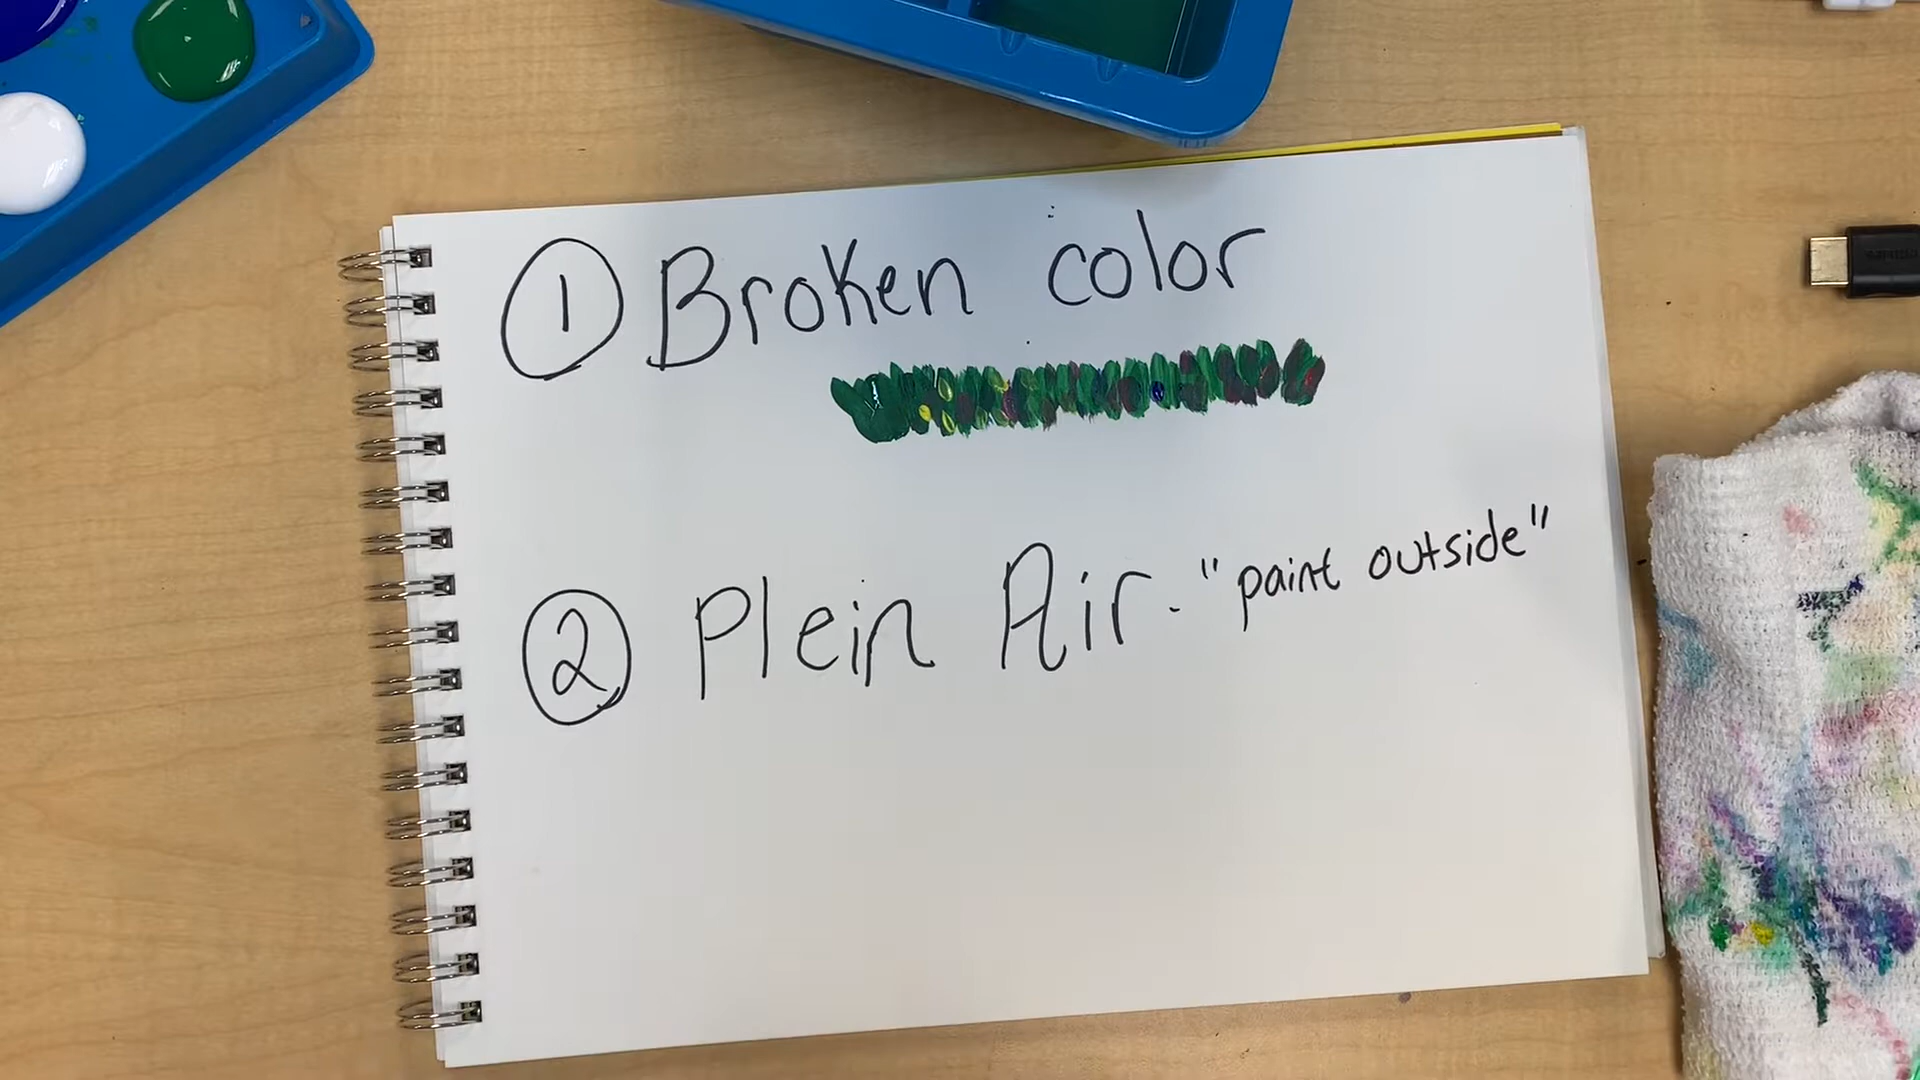 ① Broken color
② Plein Air - "paint outside"